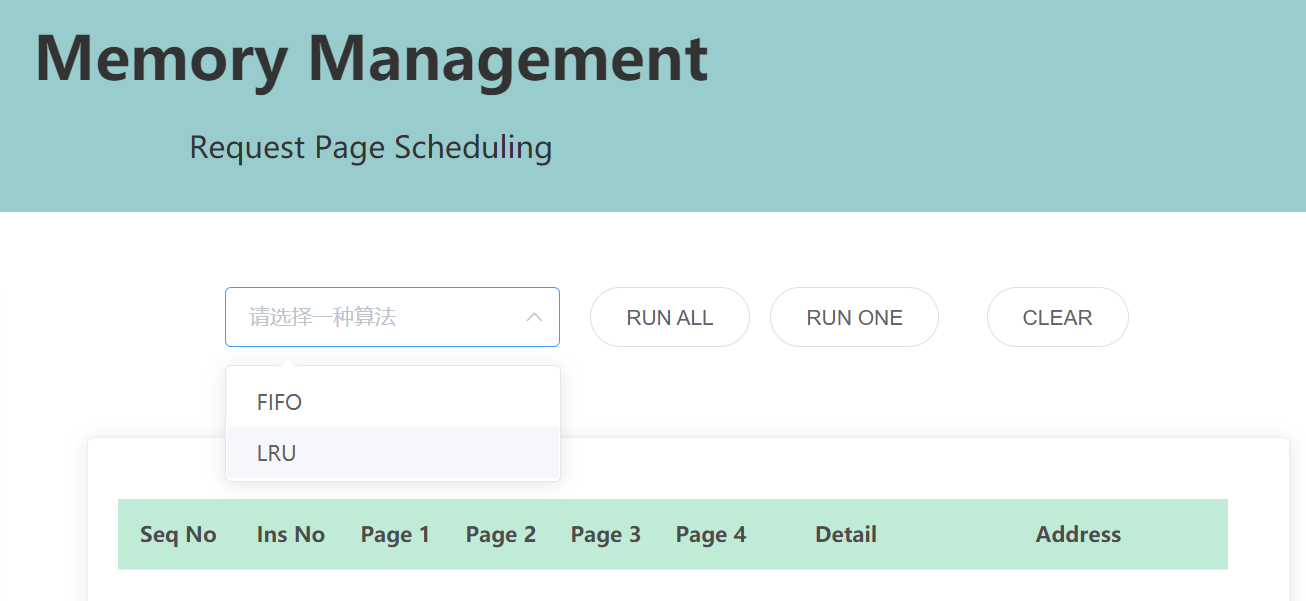 Memory Management
Request Page Scheduling
请选择一种算法 RUN ALL RUN ONE CLEAR
FIFO
LRU
Seq No Ins No Page 1 Page 2 Page 3 Page 4 Detail Address